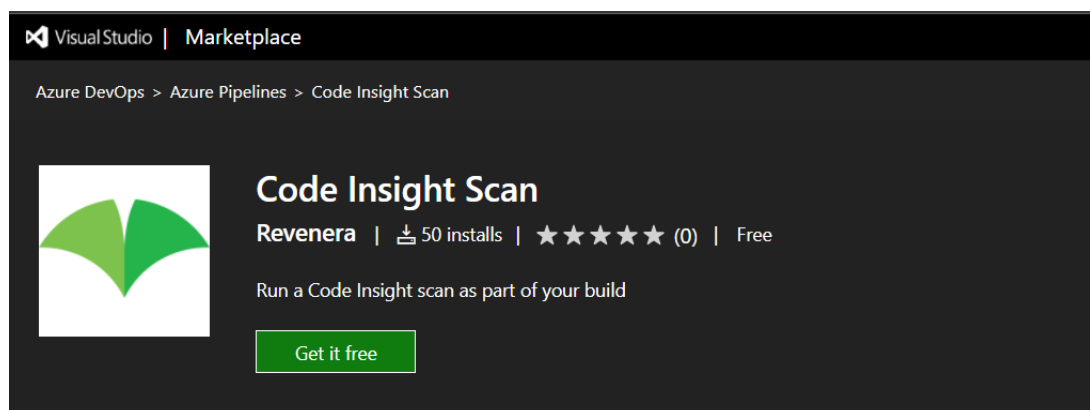 Visual Studio | Marketplace
Azure DevOps > Azure Pipelines > Code Insight Scan
Code Insight Scan
Revenera | 50 installs | ★★★★★ (0) | Free
Run a Code Insight scan as part of your build
Get it free